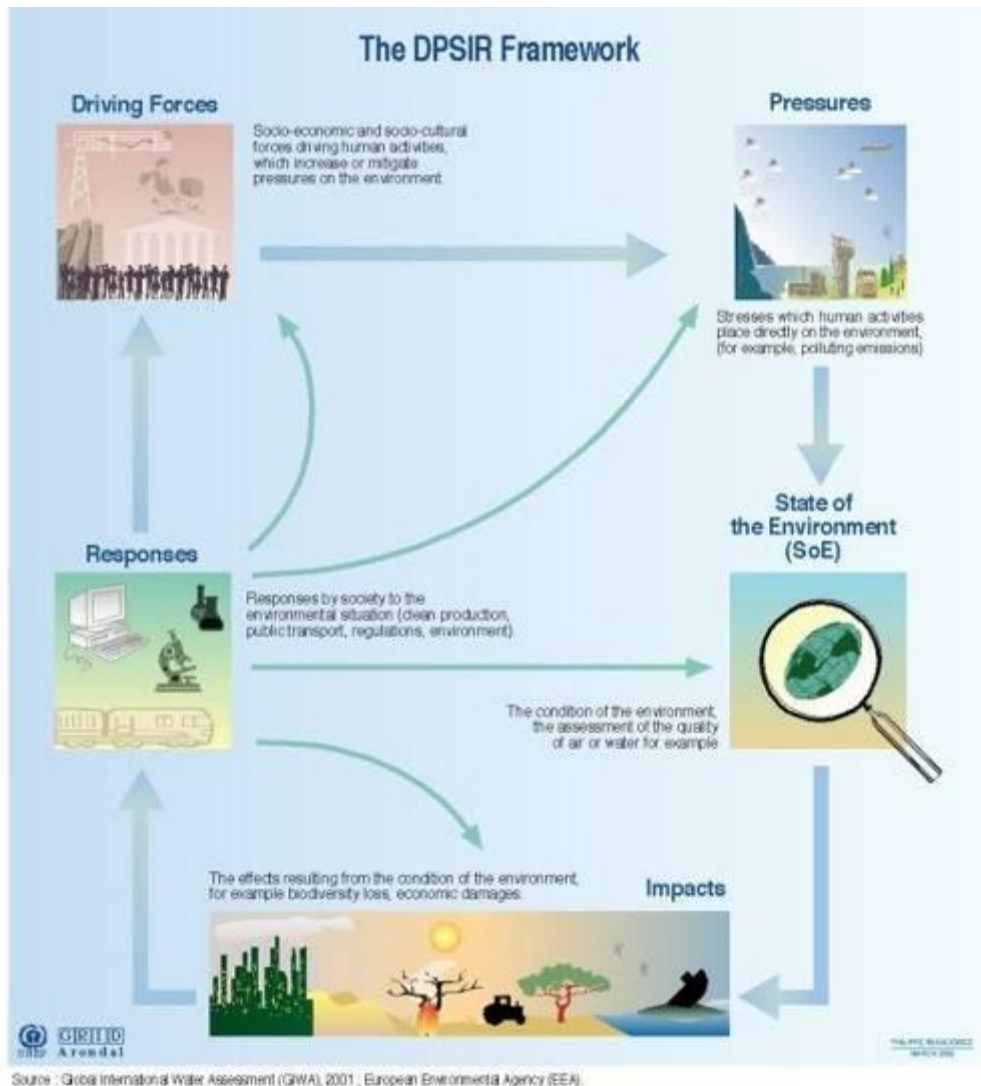 The DPSIR Framework
Driving Forces
Socio-economic and socio-cultural
forces driving human activities,
which increase or mitigate
pressures on the environment.
Pressures
Stresses which human activities
place directly on the environment,
(for example, polluting emissions)
State of
the Environment
(SoE)
Responses
Responses by society to the
environmental situation (clean production,
public transport, regulations, environment)
The condition of the environment,
the assessment of the quality
of air or water for example
The effects resulting from the condition of the environment,
for example biodiversity loss, economic damages.
Impacts
UNEP
GRID
Arendal
MARCH
Source : Global International Water Assessment (GIWA), 2001 ; European Environmental Agency (EEA).